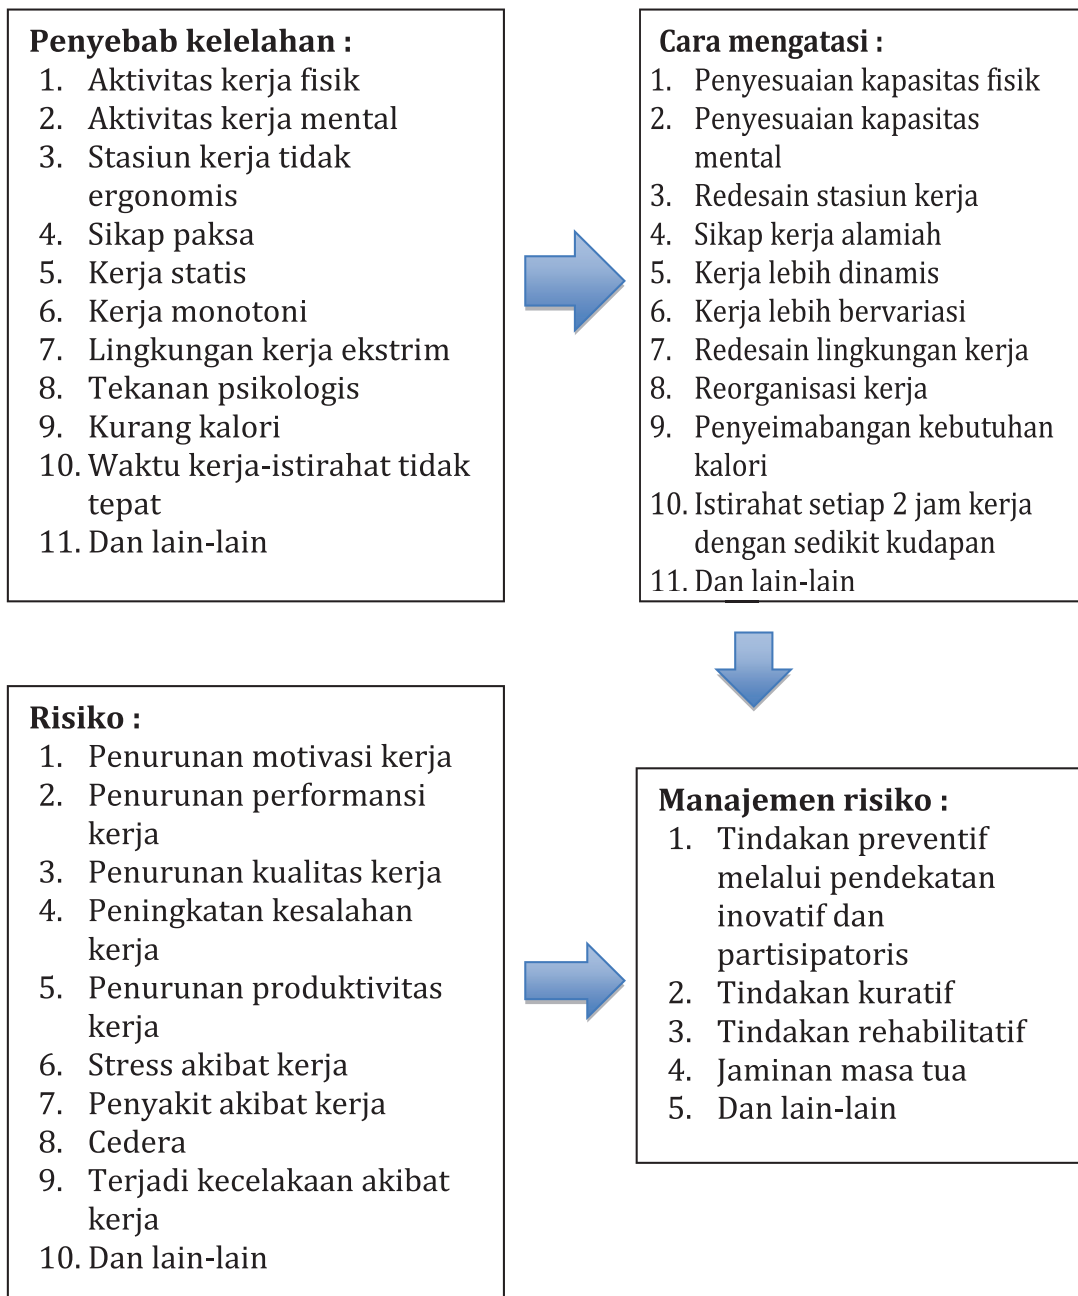 Penyebab kelelahan :
1. Aktivitas kerja fisik
2. Aktivitas kerja mental
3. Stasiun kerja tidak
ergonomis
4. Sikap paksa
5. Kerja statis
6. Kerja monotoni
7. Lingkungan kerja ekstrim
8. Tekanan psikologis
9. Kurang kalori
10. Waktu kerja-istirahat tidak
tepat
11. Dan lain-lain
Cara mengatasi :
1. Penyesuaian kapasitas fisik
2. Penyesuaian kapasitas
mental
3. Redesain stasiun kerja
4. Sikap kerja alamiah
5. Kerja lebih dinamis
6. Kerja lebih bervariasi
7. Redesain lingkungan kerja
8. Reorganisasi kerja
9. Penyeimabangan kebutuhan
kalori
10. Istirahat setiap 2 jam kerja
dengan sedikit kudapan
11. Dan lain-lain
Risiko :
1. Penurunan motivasi kerja
2. Penurunan performansi
kerja
3. Penurunan kualitas kerja
4. Peningkatan kesalahan
kerja
5. Penurunan produktivitas
kerja
6. Stress akibat kerja
7. Penyakit akibat kerja
8. Cedera
9. Terjadi kecelakaan akibat
kerja
10. Dan lain-lain
Manajemen risiko :
1. Tindakan preventif
melalui pendekatan
inovatif dan
partisipatoris
2. Tindakan kuratif
3. Tindakan rehabilitatif
4. Jaminan masa tua
5. Dan lain-lain